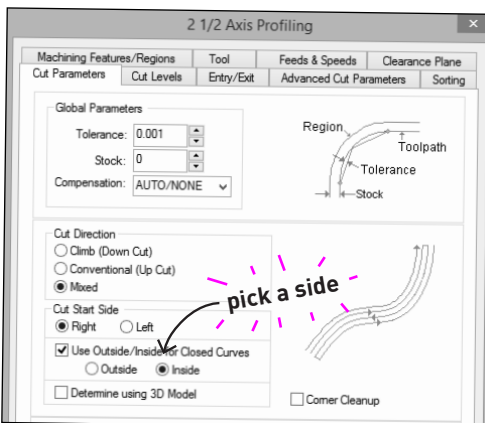 2 1/2 Axis Profiling
Machining Features/Regions Tool Feeds & Speeds Clearance Plane
Cut Parameters Cut Levels Entry/Exit Advanced Cut Parameters Sorting
Global Parameters
Tolerance: 0.001
Stock: 0
Compensation: AUTO/NONE
Region
Toolpath
Tolerance
Stock
Cut Direction
Climb (Down Cut)
Conventional (Up Cut)
Mixed
pick a side
Cut Start Side
Right Left
Use Outside/Inside for Closed Curves
Outside Inside
Determine using 3D Model
Corner Cleanup